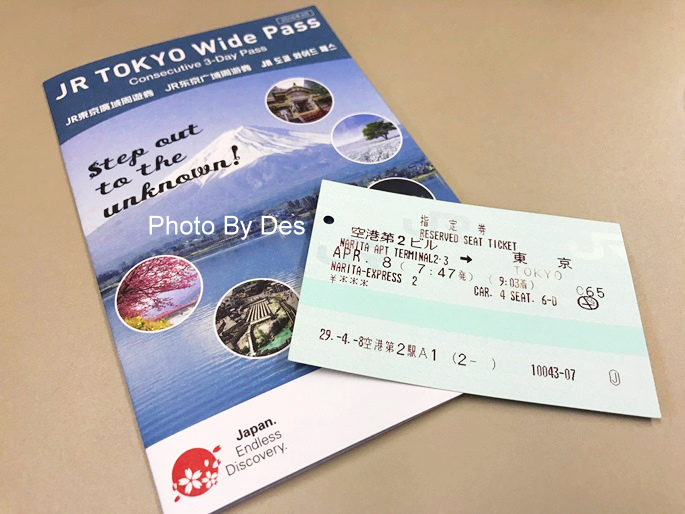 JR TOKYO Wide Pass
Consecutive 3-Day Pass
JR東京廣域周遊券 JR东京广域周游券 JR 도쿄 와이드 패스
Step out
to the
unknown!
Photo By Des
Japan.
Endless
Discovery.
指 定 券
RESERVED SEAT TICKET
空港第2ビル → 東 京
NARITA APT TERMINAL2·3 TOKYO
APR. 8 ( 7:47発) ( 9:03着) C65
NARITA-EXPRESS 2 CAR. 4 SEAT. 6-D
¥***
29.-4.-8空港第2駅A1 (2- ) 10043-07 Ⓙ